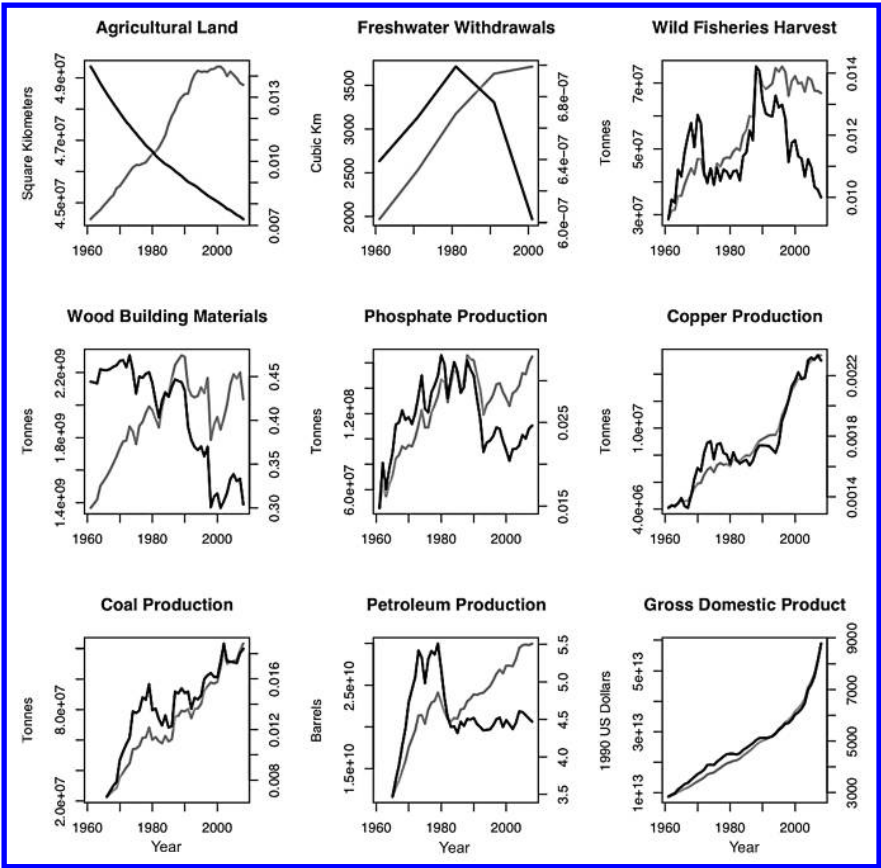 Agricultural Land
Square Kilometers
4.5e+07 4.7e+07 4.9e+07
0.007 0.010 0.013
1960 1980 2000
Freshwater Withdrawals
Cubic Km
2000 2500 3000 3500
6.0e-07 6.4e-07 6.8e-07
1960 1980 2000
Wild Fisheries Harvest
Tonnes
3e+07 5e+07 7e+07
0.010 0.012 0.014
1960 1980 2000
Wood Building Materials
Tonnes
1.4e+09 1.8e+09 2.2e+09
0.30 0.35 0.40 0.45
1960 1980 2000
Phosphate Production
Tonnes
6.0e+07 1.2e+08
0.015 0.025
1960 1980 2000
Copper Production
Tonnes
4.0e+06 1.0e+07
0.0014 0.0018 0.0022
1960 1980 2000
Coal Production
Tonnes
2.0e+07 8.0e+07
0.008 0.012 0.016
1960 1980 2000
Year
Petroleum Production
Barrels
1.5e+10 2.5e+10
3.5 4.0 4.5 5.0 5.5
1960 1980 2000
Year
Gross Domestic Product
1990 US Dollars
1e+13 3e+13 5e+13
3000 5000 7000 9000
1960 1980 2000
Year